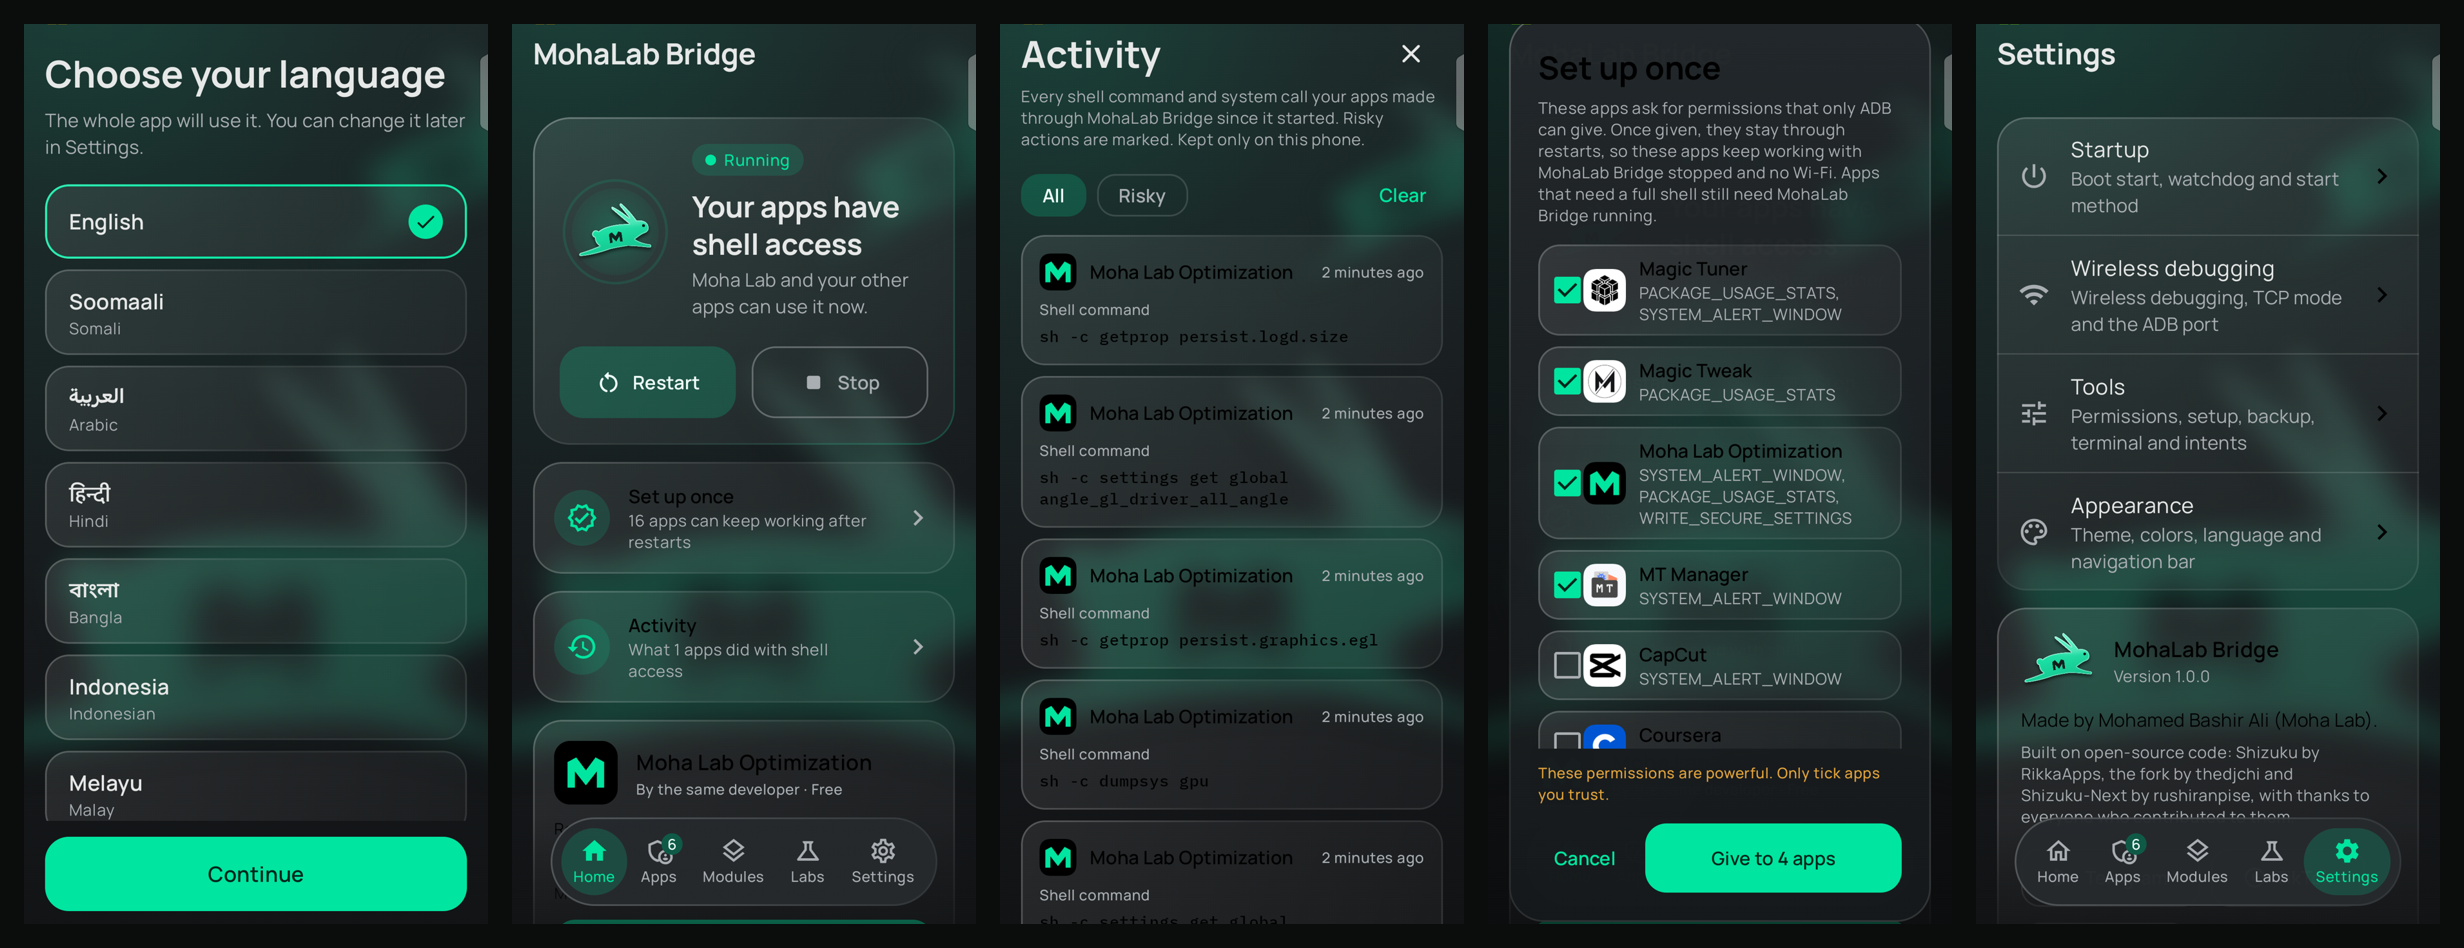 Choose your language
The whole app will use it. You can change it later
in Settings.
English
Soomaali
Somali
العربية
Arabic
हिन्दी
Hindi
বাংলা
Bangla
Indonesia
Indonesian
Melayu
Malay
Continue
MohaLab Bridge
Running
Your apps have
shell access
Moha Lab and your other
apps can use it now.
Restart
Stop
Set up once
16 apps can keep working after
restarts
Activity
What 1 apps did with shell
access
Moha Lab Optimization
By the same developer · Free
6
Home
Apps
Modules
Labs
Settings
Activity
Every shell command and system call your apps made
through MohaLab Bridge since it started. Risky
actions are marked. Kept only on this phone.
All
Risky
Clear
Moha Lab Optimization
2 minutes ago
Shell command
sh -c getprop persist.logd.size
Moha Lab Optimization
2 minutes ago
Shell command
sh -c settings get global
angle_gl_driver_all_angle
Moha Lab Optimization
2 minutes ago
Shell command
sh -c getprop persist.graphics.egl
Moha Lab Optimization
2 minutes ago
Shell command
sh -c dumpsys gpu
Moha Lab Optimization
2 minutes ago
Shell command
sh -c settings get global
Set up once
These apps ask for permissions that only ADB
can give. Once given, they stay through
restarts, so these apps keep working with
MohaLab Bridge stopped and no Wi-Fi. Apps
that need a full shell still need MohaLab
Bridge running.
Magic Tuner
PACKAGE_USAGE_STATS,
SYSTEM_ALERT_WINDOW
Magic Tweak
PACKAGE_USAGE_STATS
Moha Lab Optimization
SYSTEM_ALERT_WINDOW,
PACKAGE_USAGE_STATS,
WRITE_SECURE_SETTINGS
MT
MT Manager
SYSTEM_ALERT_WINDOW
CapCut
SYSTEM_ALERT_WINDOW
Coursera
These permissions are powerful. Only tick apps
you trust.
Cancel
Give to 4 apps
Settings
Startup
Boot start, watchdog and start
method
Wireless debugging
Wireless debugging, TCP mode
and the ADB port
Tools
Permissions, setup, backup,
terminal and intents
Appearance
Theme, colors, language and
navigation bar
M
MohaLab Bridge
Version 1.0.0
Made by Mohamed Bashir Ali (Moha Lab).
Built on open-source code: Shizuku by
RikkaApps, the fork by thedjchi and
Shizuku-Next by rushiranpise, with thanks to
everyone who contributed to them.
6
Home
Apps
Modules
Labs
Settings